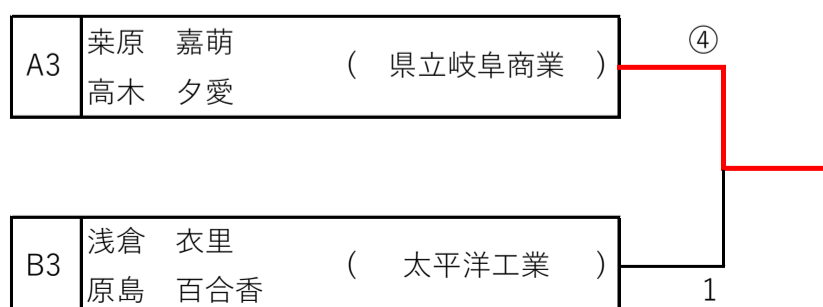 A3 桒原 嘉萌 ( 県立岐阜商業 ) ④
高木 夕愛
B3 浅倉 衣里 ( 太平洋工業 )
原島 百合香 1